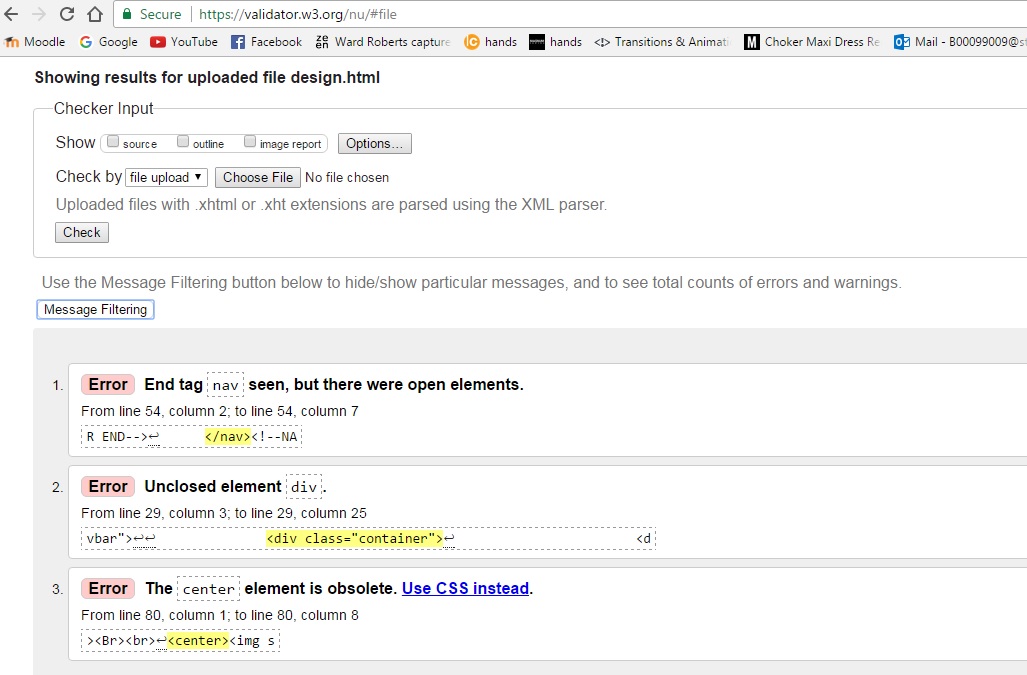 Secure https://validator.w3.org/nu/#file
Moodle Google YouTube Facebook Ward Roberts capture hands hands Transitions & Animati Choker Maxi Dress Re Mail - B00099009@st
Showing results for uploaded file design.html
Checker Input
Show source outline image report Options...
Check by file upload Choose File No file chosen
Uploaded files with .xhtml or .xht extensions are parsed using the XML parser.
Check
Use the Message Filtering button below to hide/show particular messages, and to see total counts of errors and warnings.
Message Filtering
1. Error End tag nav seen, but there were open elements.
From line 54, column 2; to line 54, column 7
R END-->↩ </nav><!--NA
2. Error Unclosed element div.
From line 29, column 3; to line 29, column 25
vbar">↩↩ <div class="container">↩ <d
3. Error The center element is obsolete. Use CSS instead.
From line 80, column 1; to line 80, column 8
><Br><br>↩<center><img s